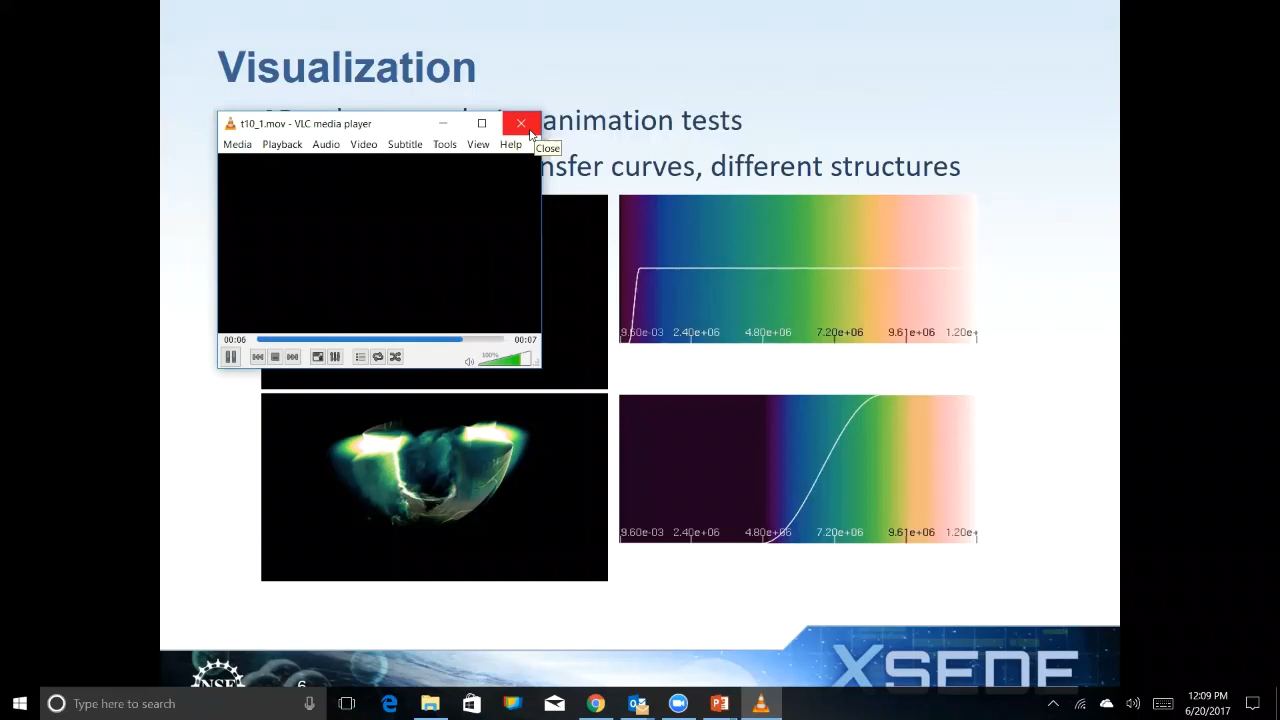 Visualization
animation tests
nsfer curves, different structures
t10_1.mov - VLC media player
Close
Media Playback Audio Video Subtitle Tools View Help
00:06
00:07
100%
9.60e-03 2.40e+06 4.80e+06 7.20e+06 9.61e+06 1.20e+
9.60e-03 2.40e+06 4.80e+06 7.20e+06 9.61e+06 1.20e+
NSF
6
XSEDE
Type here to search
12:09 PM
6/20/2017